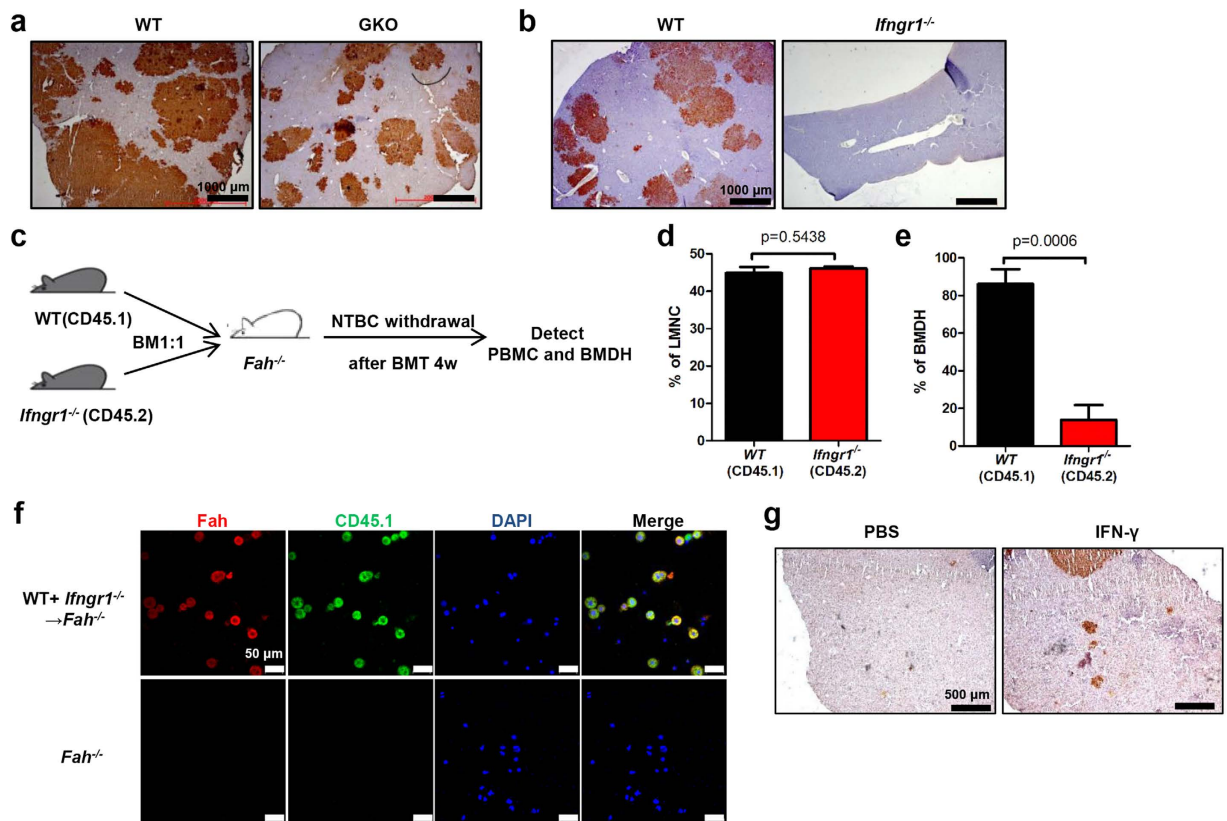 a
WT
GKO
1000 µm
b
WT
Ifngr1-/-
1000 µm
c
WT(CD45.1)
BM1:1
Ifngr1-/- (CD45.2)
Fah-/-
NTBC withdrawal
after BMT 4w
Detect
PBMC and BMDH
d
p=0.5438
% of LMNC
50
40
30
20
10
0
WT
(CD45.1)
Ifngr1-/-
(CD45.2)
e
p=0.0006
% of BMDH
100
80
60
40
20
0
WT
(CD45.1)
Ifngr1-/-
(CD45.2)
f
Fah
CD45.1
DAPI
Merge
WT+ Ifngr1-/-
→Fah-/-
50 µm
Fah-/-
g
PBS
IFN-γ
500 µm